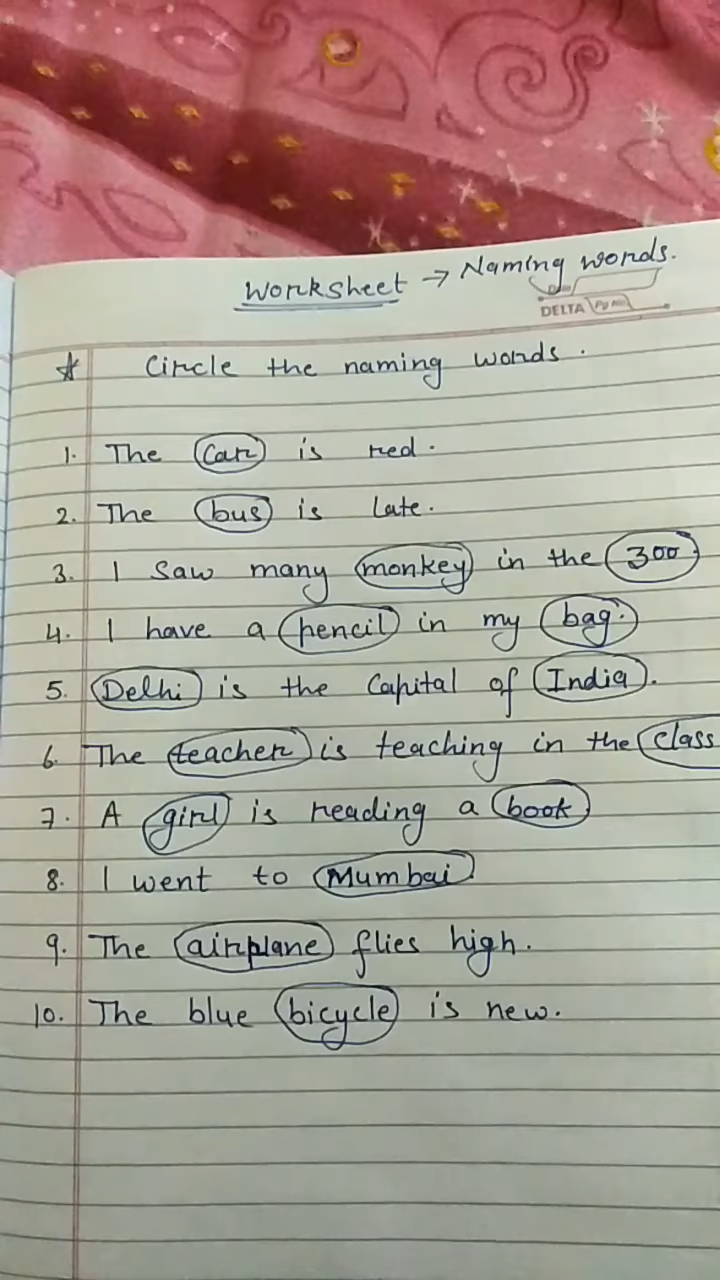 Worksheet → Naming words.
DELTA
☆ Circle the naming words.
1. The car is red.
2. The bus is late.
3. I saw many monkey in the zoo
4. I have a pencil in my bag.
5. Delhi is the capital of India.
6. The teacher is teaching in the class
7. A girl is reading a book
8. I went to Mumbai
9. The airplane flies high.
10. The blue bicycle is new.